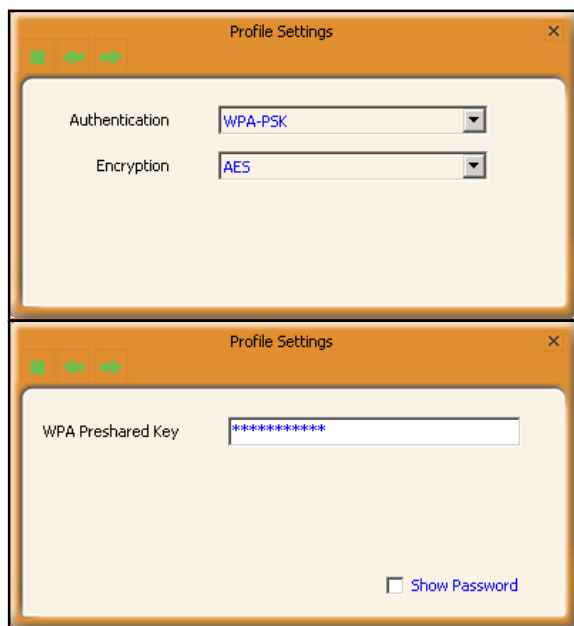 Profile Settings
Authentication WPA-PSK
Encryption AES
Profile Settings
WPA Preshared Key ***********
Show Password